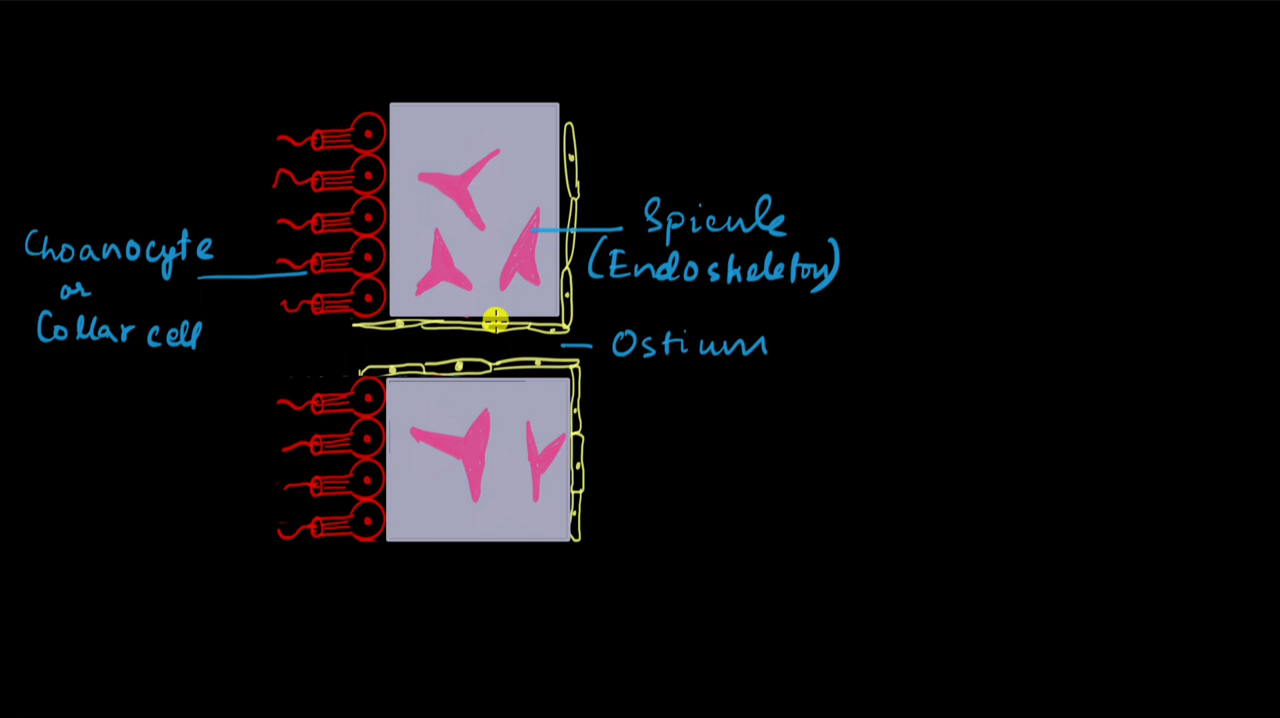 Choanocyte
or
Collar cell
Spicule
(Endoskeleton)
Ostium